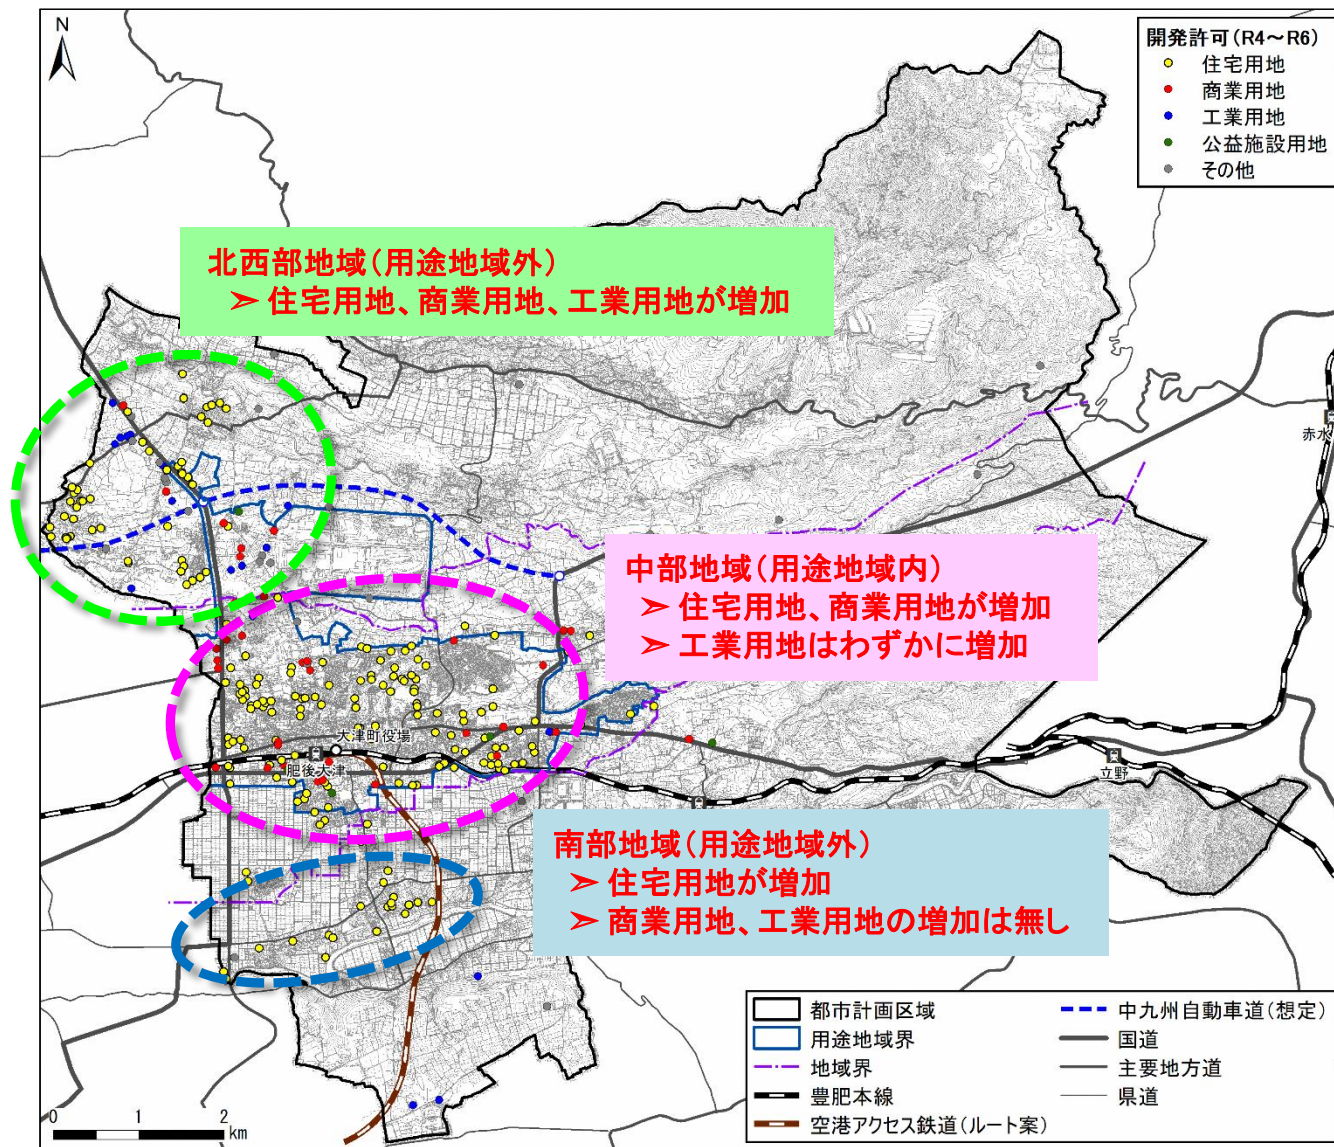 N
開発許可(R4～R6)
住宅用地
商業用地
工業用地
公益施設用地
その他
北西部地域(用途地域外)
➢ 住宅用地、商業用地、工業用地が増加
赤水
中部地域(用途地域内)
➢ 住宅用地、商業用地が増加
➢ 工業用地はわずかに増加
大津町役場
肥後大津
立野
南部地域(用途地域外)
➢ 住宅用地が増加
➢ 商業用地、工業用地の増加は無し
都市計画区域
用途地域界
地域界
豊肥本線
空港アクセス鉄道(ルート案)
中九州自動車道(想定)
国道
主要地方道
県道
0 1 2
km